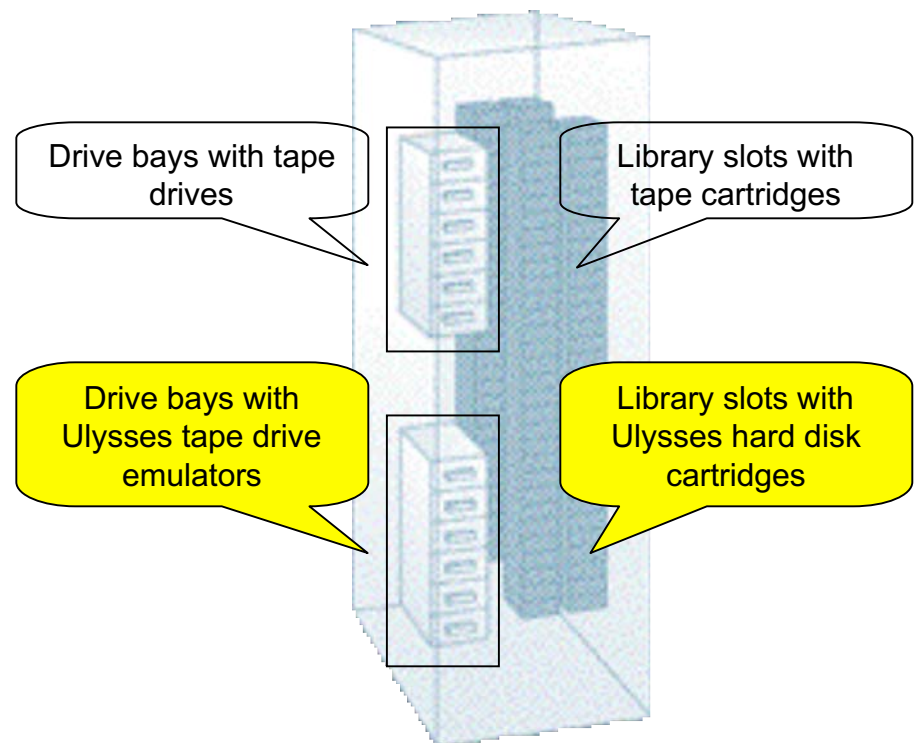 Drive bays with tape
drives
Library slots with
tape cartridges
Drive bays with
Ulysses tape drive
emulators
Library slots with
Ulysses hard disk
cartridges